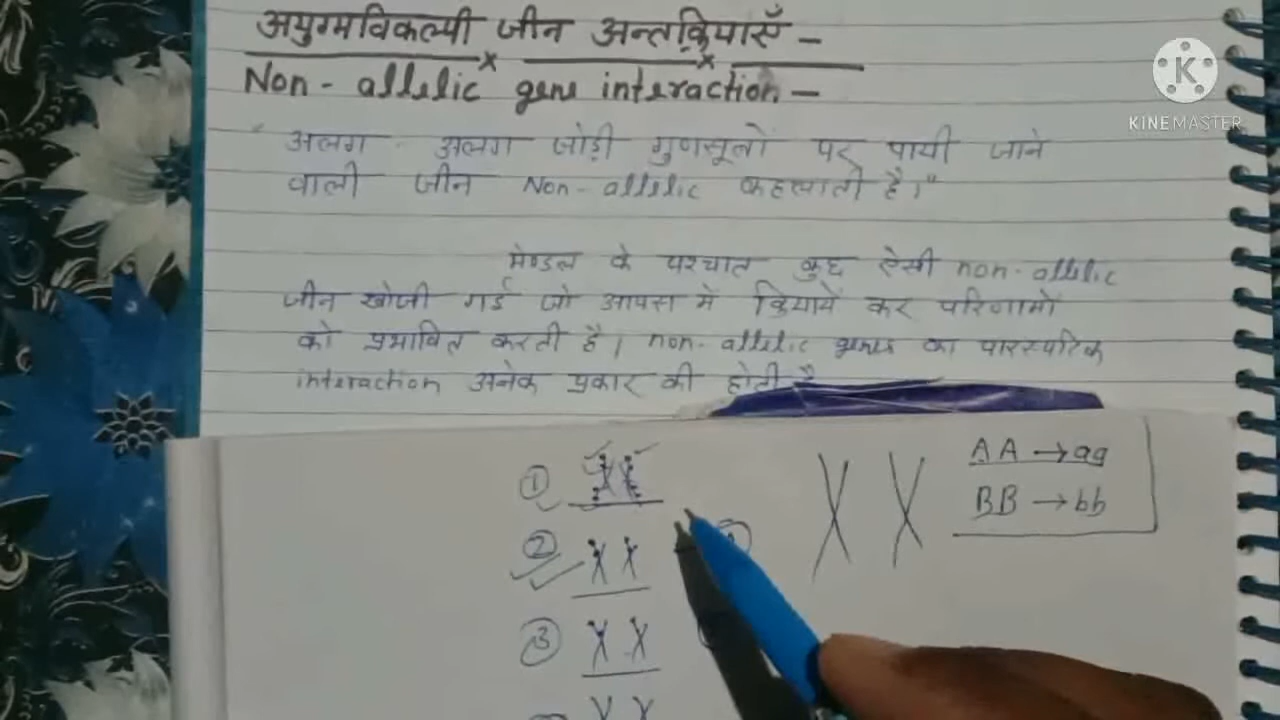 अयुग्मविकल्पी जीन अन्तक्रियाएँ -
Non - allelic gene interaction -
K
KINEMASTER
" अलग - अलग जोड़ी गुणसूत्रों पर पायी जाने
वाली जीन Non - allelic कहलाती है।"
मेण्डल के पश्चात कुछ ऐसी non-allelic
जीन खोजी गई जो आपस में क्रियायें कर परिणामों
को प्रभावित करती है। non-allelic genes का पारस्परिक
interaction अनेक प्रकार की होती है
①
②
③
AA → aa
BB → bb